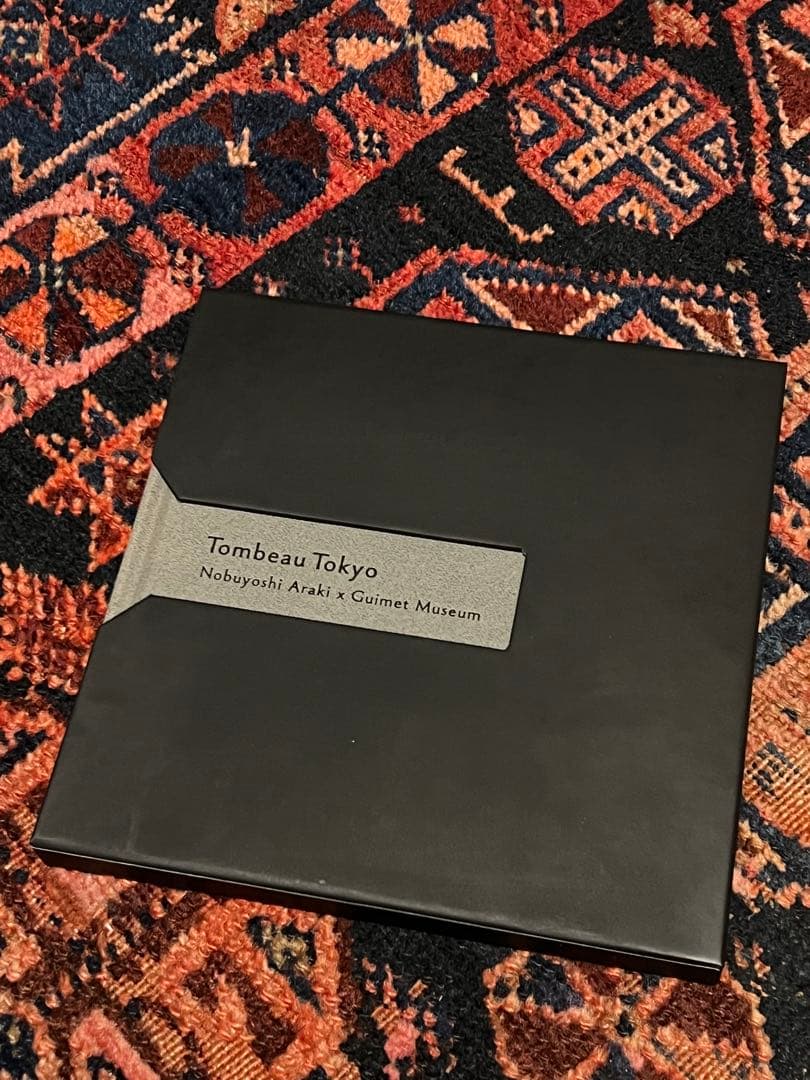 Tombeau Tokyo
Nobuyoshi Araki x Guimet Museum